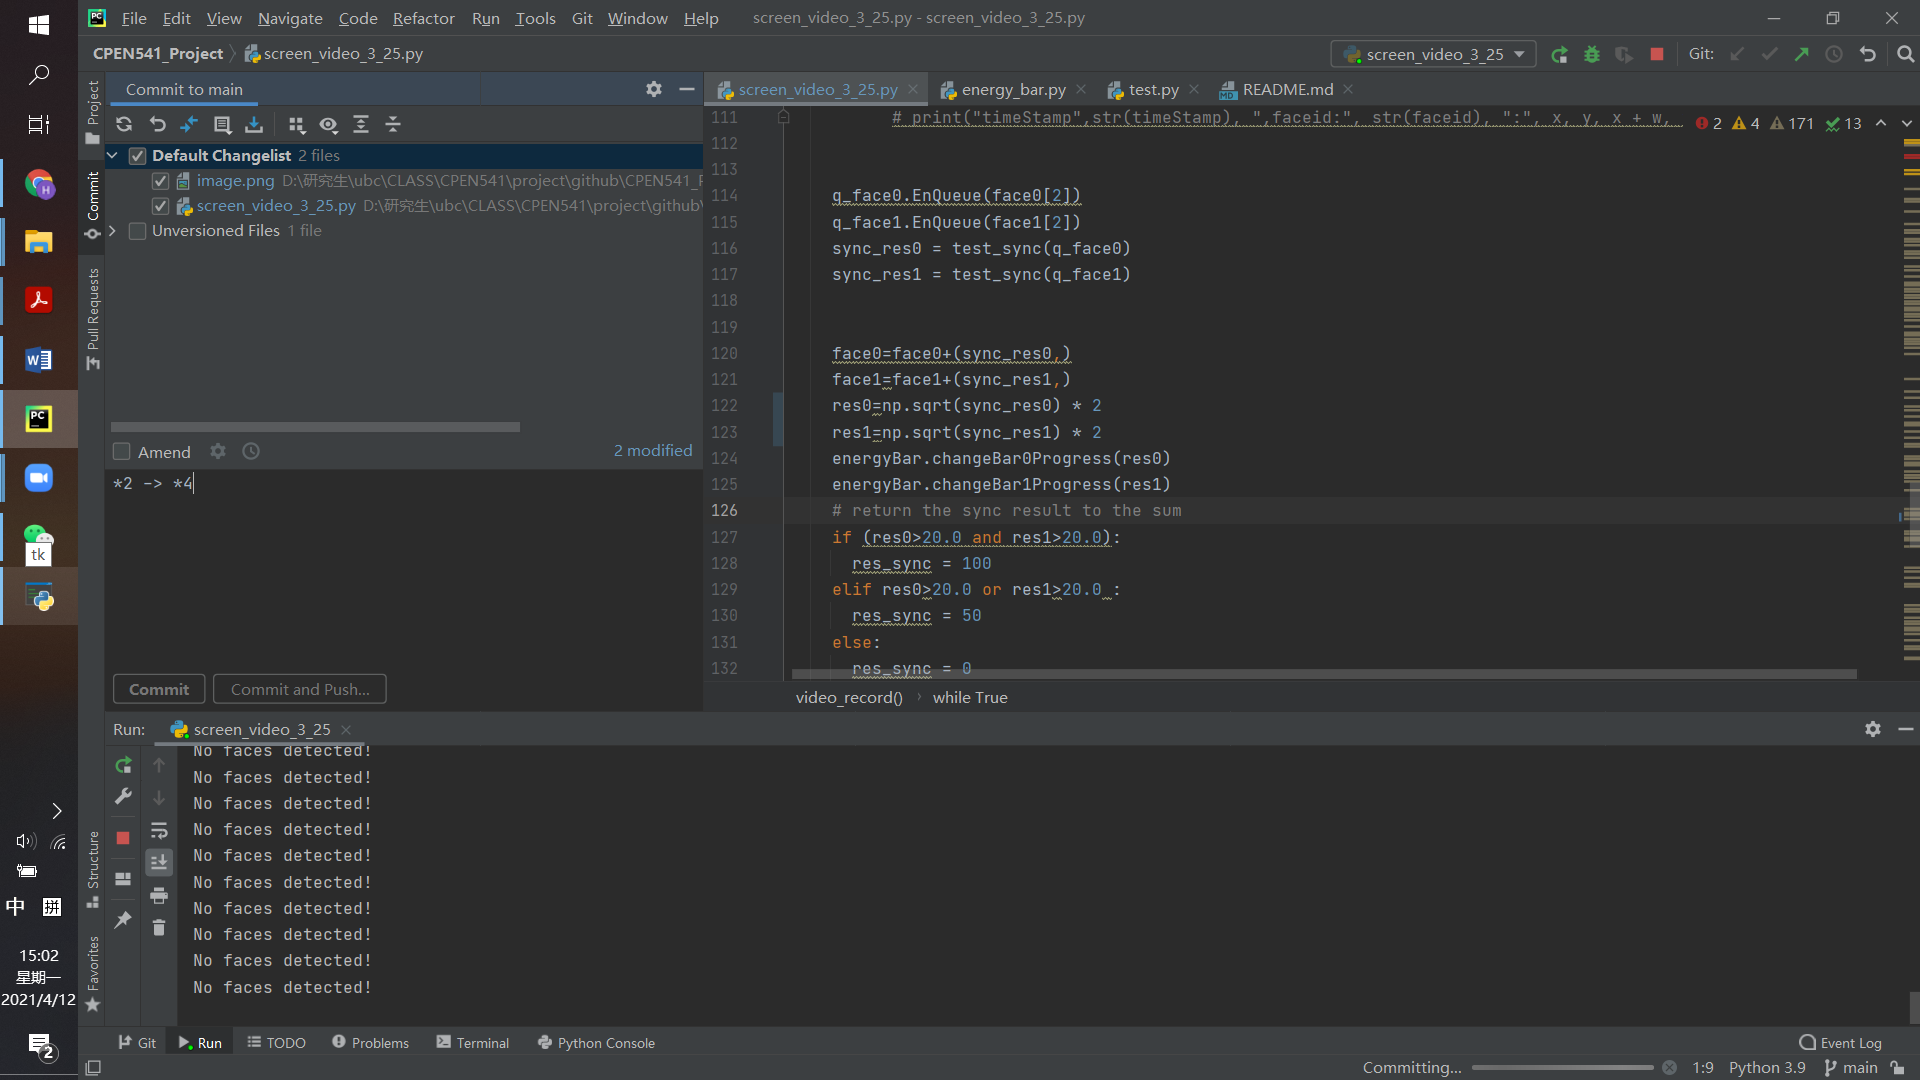 File Edit View Navigate Code Refactor Run Tools Git Window Help screen_video_3_25.py - screen_video_3_25.py
CPEN541_Project screen_video_3_25.py
screen_video_3_25 Git:
Commit to main
screen_video_3_25.py energy_bar.py test.py README.md
Project
Commit
Pull Requests
Structure
Favorites
Default Changelist 2 files
image.png D:\研究生\ubc\CLASS\CPEN541\project\github\CPEN541_P
screen_video_3_25.py D:\研究生\ubc\CLASS\CPEN541\project\github\
Unversioned Files 1 file
Amend 2 modified
*2 -> *4
Commit Commit and Push...
2 4 171 13
111 # print("timeStamp",str(timeStamp), ",faceid:", str(faceid), ":", x, y, x + w,
112
113
114 q_face0.EnQueue(face0[2])
115 q_face1.EnQueue(face1[2])
116 sync_res0 = test_sync(q_face0)
117 sync_res1 = test_sync(q_face1)
118
119
120 face0=face0+(sync_res0,)
121 face1=face1+(sync_res1,)
122 res0=np.sqrt(sync_res0) * 2
123 res1=np.sqrt(sync_res1) * 2
124 energyBar.changeBar0Progress(res0)
125 energyBar.changeBar1Progress(res1)
126 # return the sync result to the sum
127 if (res0>20.0 and res1>20.0):
128 res_sync = 100
129 elif res0>20.0 or res1>20.0 :
130 res_sync = 50
131 else:
132 res_sync = 0
video_record() while True
Run: screen_video_3_25
No faces detected!
No faces detected!
No faces detected!
No faces detected!
No faces detected!
No faces detected!
No faces detected!
No faces detected!
No faces detected!
No faces detected!
Git Run TODO Problems Terminal Python Console Event Log
Committing... 1:9 Python 3.9 main
PC
H
W
PC
tk
中 拼
15:02
星期一
2021/4/12
2